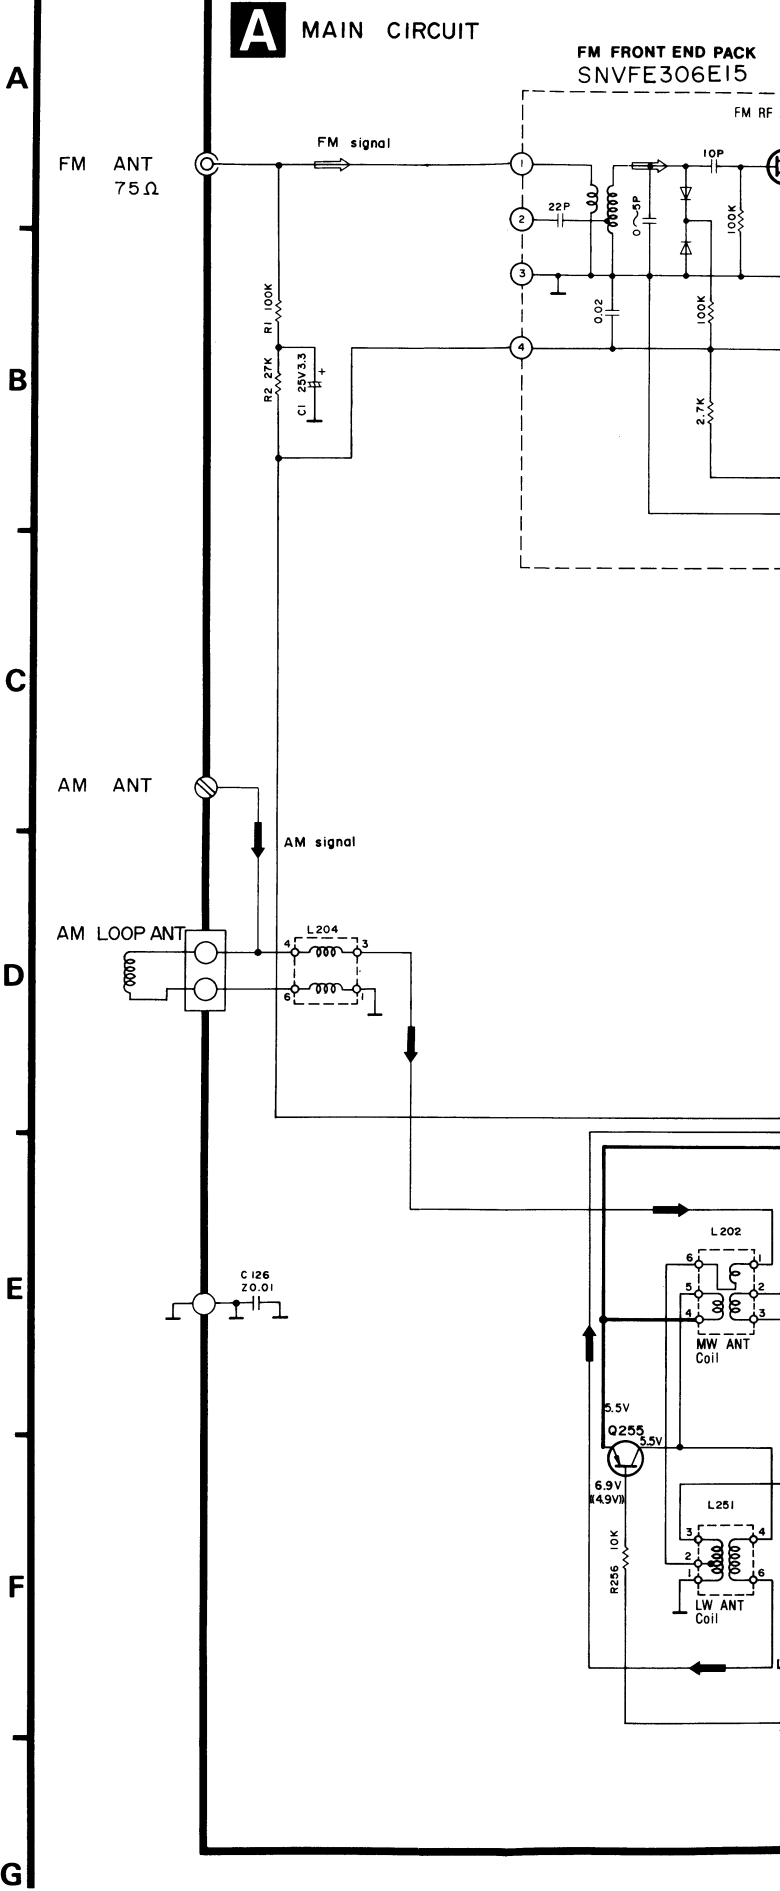 A MAIN CIRCUIT
FM FRONT END PACK
SNVFE306E15
A
FM RF
FM signal
10P
FM ANT
75Ω
1
22P
2
0~5P
100K
3
R1 100K
0.02
100K
4
B
R2 27K
C1 25V3.3
+
2.7K
C
AM ANT
AM signal
AM LOOP ANT
L204
4
3
D
6
1
L202
6
1
E
C126
Z0.01
5
2
4
3
MW ANT
Coil
5.5V
Q255
5.5V
6.9V
((4.9V))
L251
3
4
R256 10K
2
F
1
6
LW ANT
Coil
L
G